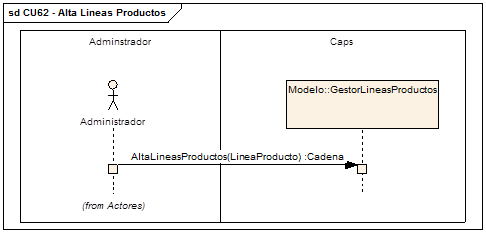 sd CU62 - Alta Lineas Productos
Adminstrador
Caps
Modelo::GestorLineasProductos
Administrador
AltaLineasProductos(LineaProducto) :Cadena
(from Actores)